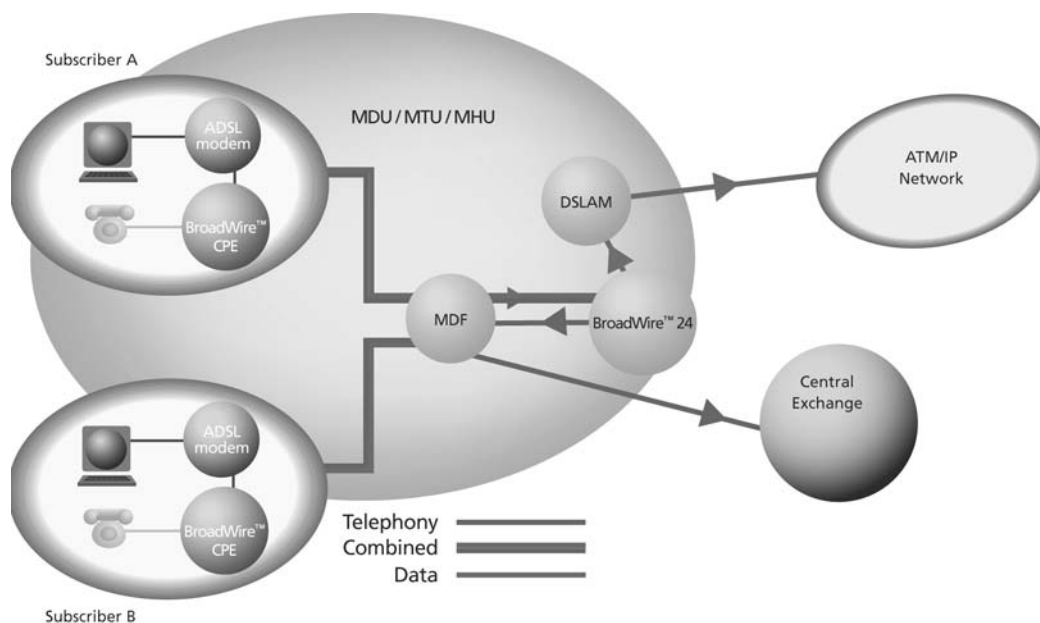 Subscriber A
ADSL
modem
BroadWire™
CPE
MDU / MTU / MHU
DSLAM
ATM/IP
Network
MDF
BroadWire™ 24
Central
Exchange
ADSL
modem
BroadWire™
CPE
Telephony
Combined
Data
Subscriber B